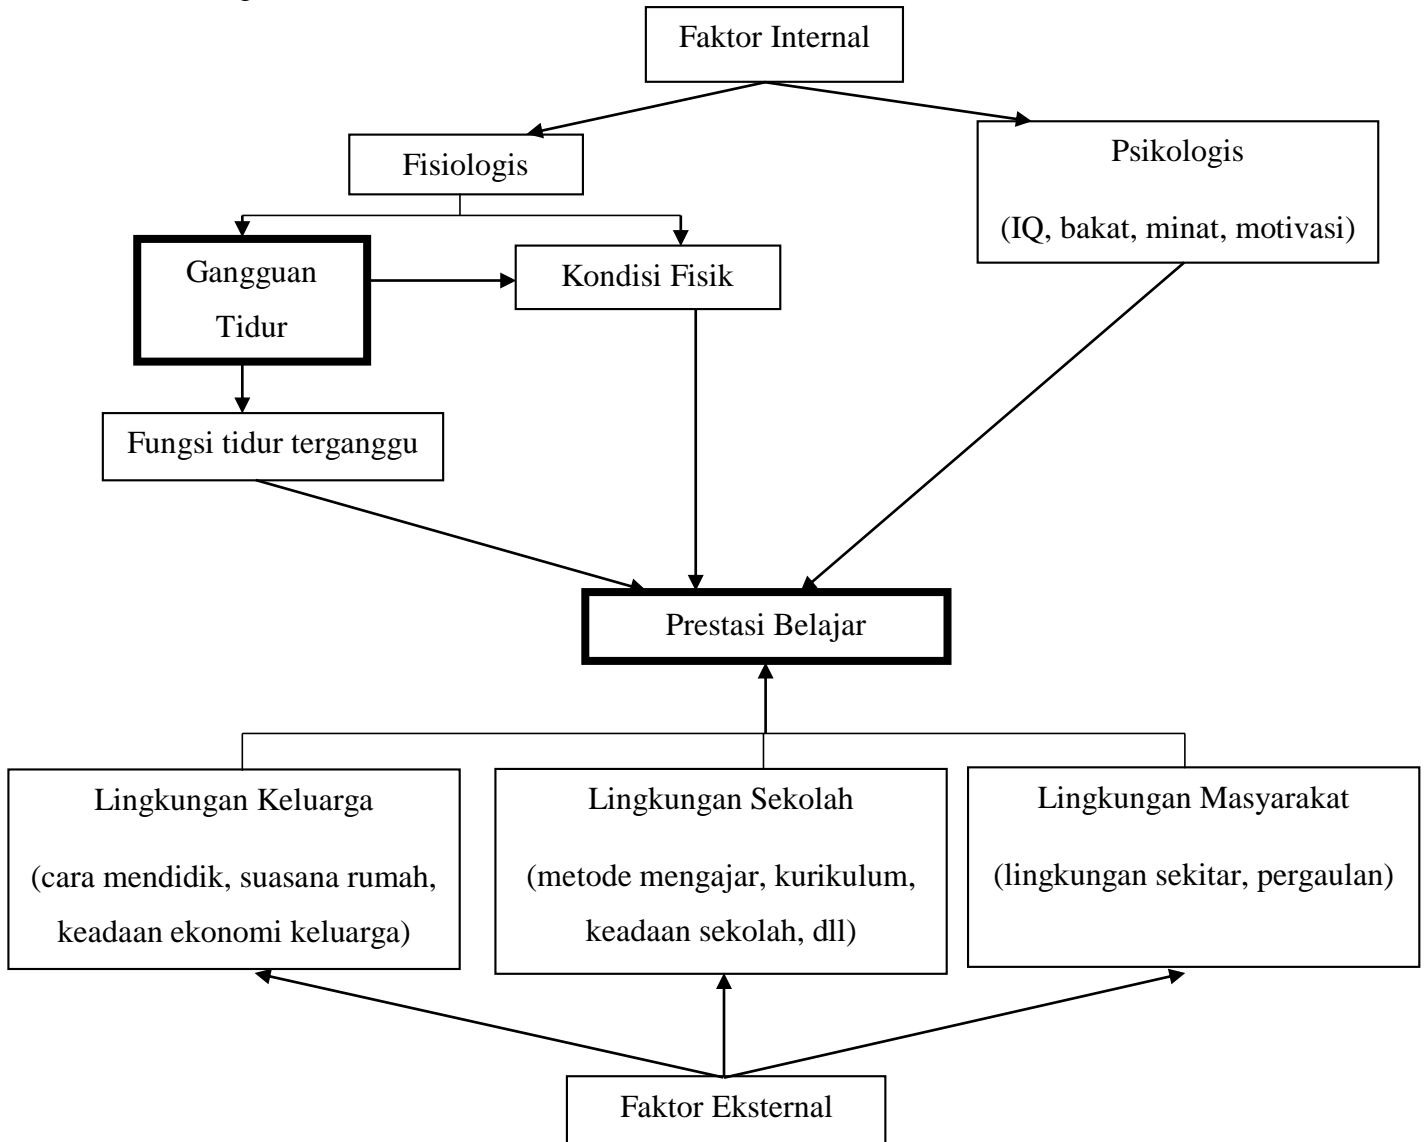 Faktor Internal
Fisiologis
Psikologis
(IQ, bakat, minat, motivasi)
Gangguan
Tidur
Kondisi Fisik
Fungsi tidur terganggu
Prestasi Belajar
Lingkungan Keluarga
(cara mendidik, suasana rumah,
keadaan ekonomi keluarga)
Lingkungan Sekolah
(metode mengajar, kurikulum,
keadaan sekolah, dll)
Lingkungan Masyarakat
(lingkungan sekitar, pergaulan)
Faktor Eksternal